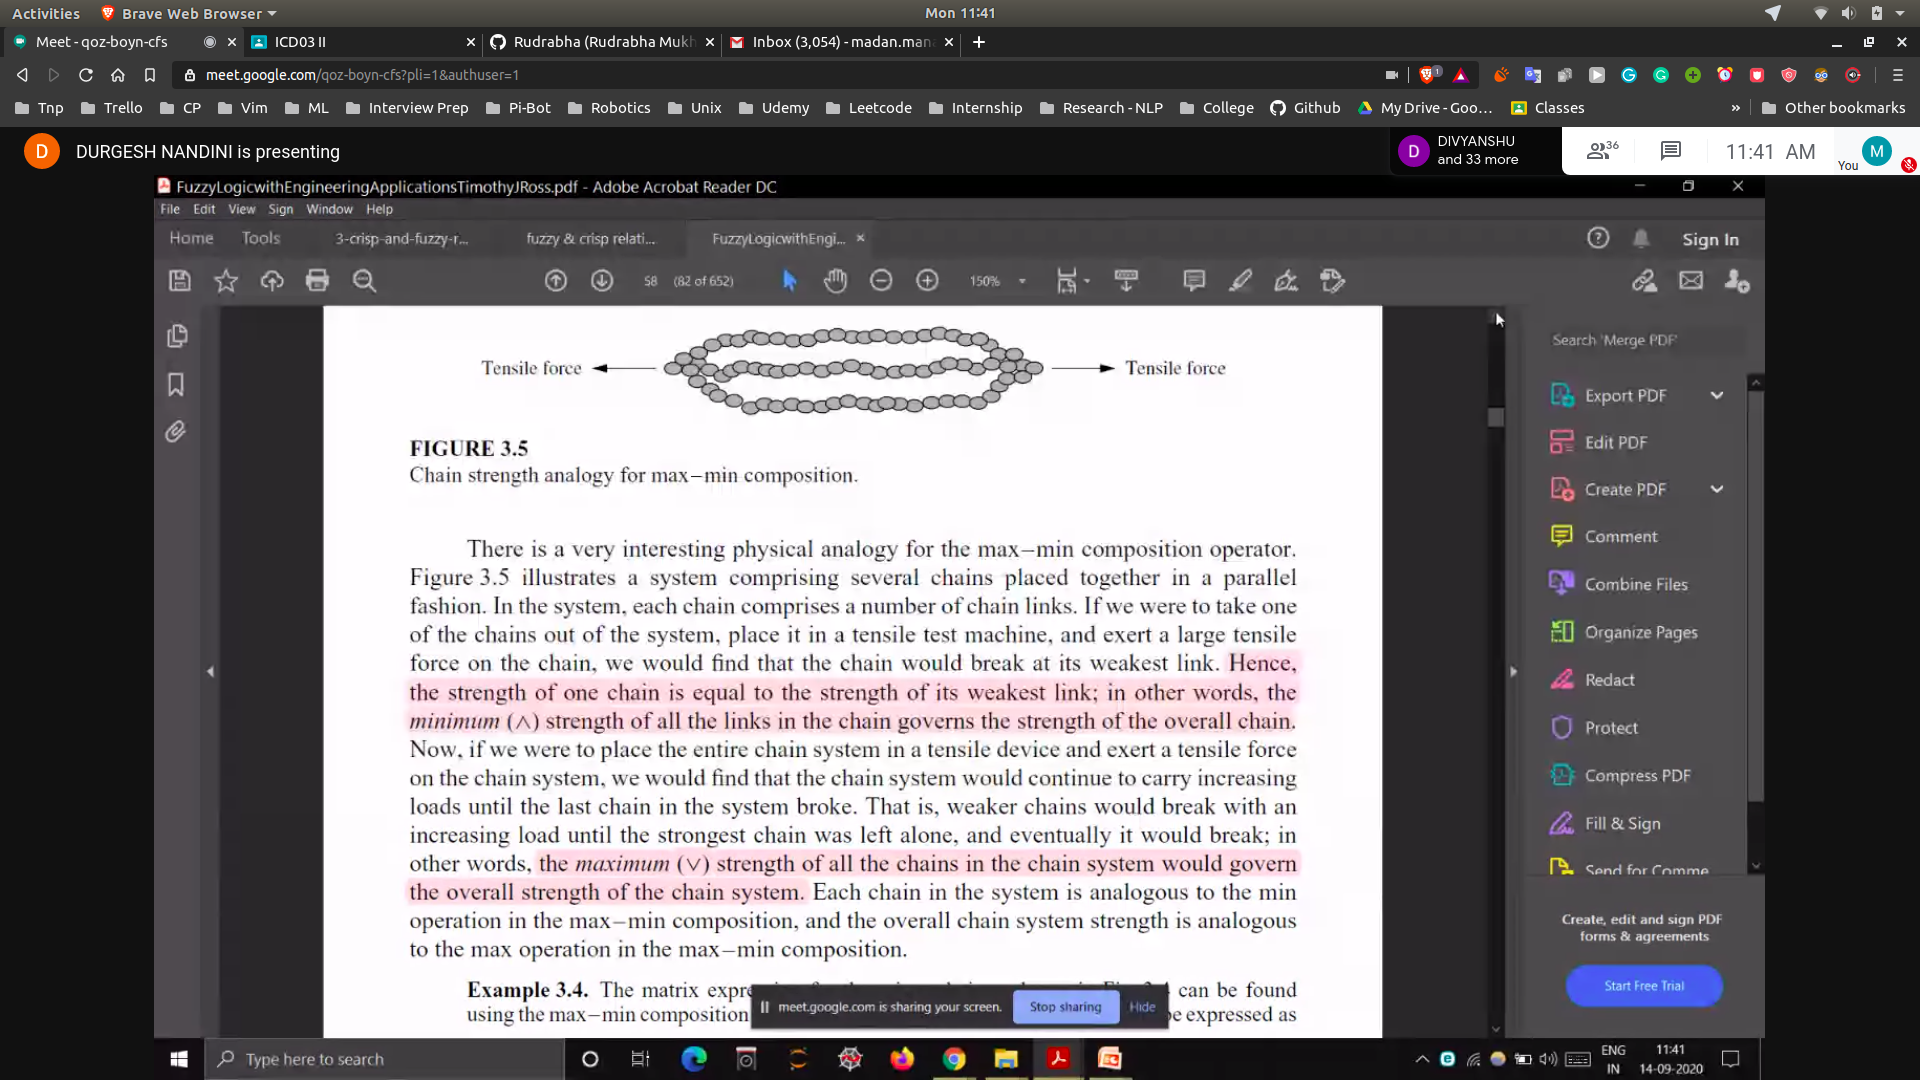 Activities
Brave Web Browser
Mon 11:41
Meet - qoz-boyn-cfs
ICD03 II
Rudrabha (Rudrabha Mukh
Inbox (3,054) - madan.man
meet.google.com/qoz-boyn-cfs?pli=1&authuser=1
1
Tnp
Trello
CP
Vim
ML
Interview Prep
Pi-Bot
Robotics
Unix
Udemy
Leetcode
Internship
Research - NLP
College
Github
My Drive - Goo…
Classes
»
Other bookmarks
D
DURGESH NANDINI is presenting
D
DIVYANSHU
and 33 more
36
11:41 AM
You
M
FuzzyLogicwithEngineeringApplicationsTimothyJRoss.pdf - Adobe Acrobat Reader DC
File Edit View Sign Window Help
Home
Tools
3-crisp-and-fuzzy-r...
fuzzy & crisp relati...
FuzzyLogicwithEngi...
Sign In
58
(82 of 652)
150%
Search 'Merge PDF'
Export PDF
Edit PDF
Create PDF
Comment
Combine Files
Organize Pages
Redact
Protect
Compress PDF
Fill & Sign
Send for Comme
Create, edit and sign PDF
forms & agreements
Start Free Trial
Tensile force
Tensile force
FIGURE 3.5
Chain strength analogy for max–min composition.
There is a very interesting physical analogy for the max–min composition operator.
Figure 3.5 illustrates a system comprising several chains placed together in a parallel
fashion. In the system, each chain comprises a number of chain links. If we were to take one
of the chains out of the system, place it in a tensile test machine, and exert a large tensile
force on the chain, we would find that the chain would break at its weakest link. Hence,
the strength of one chain is equal to the strength of its weakest link; in other words, the
minimum (∧) strength of all the links in the chain governs the strength of the overall chain.
Now, if we were to place the entire chain system in a tensile device and exert a tensile force
on the chain system, we would find that the chain system would continue to carry increasing
loads until the last chain in the system broke. That is, weaker chains would break with an
increasing load until the strongest chain was left alone, and eventually it would break; in
other words, the maximum (∨) strength of all the chains in the chain system would govern
the overall strength of the chain system. Each chain in the system is analogous to the min
operation in the max–min composition, and the overall chain system strength is analogous
to the max operation in the max–min composition.
Example 3.4. The matrix expre can be found
using the max–min composition be expressed as
meet.google.com is sharing your screen.
Stop sharing
Hide
Type here to search
ENG
IN
11:41
14-09-2020